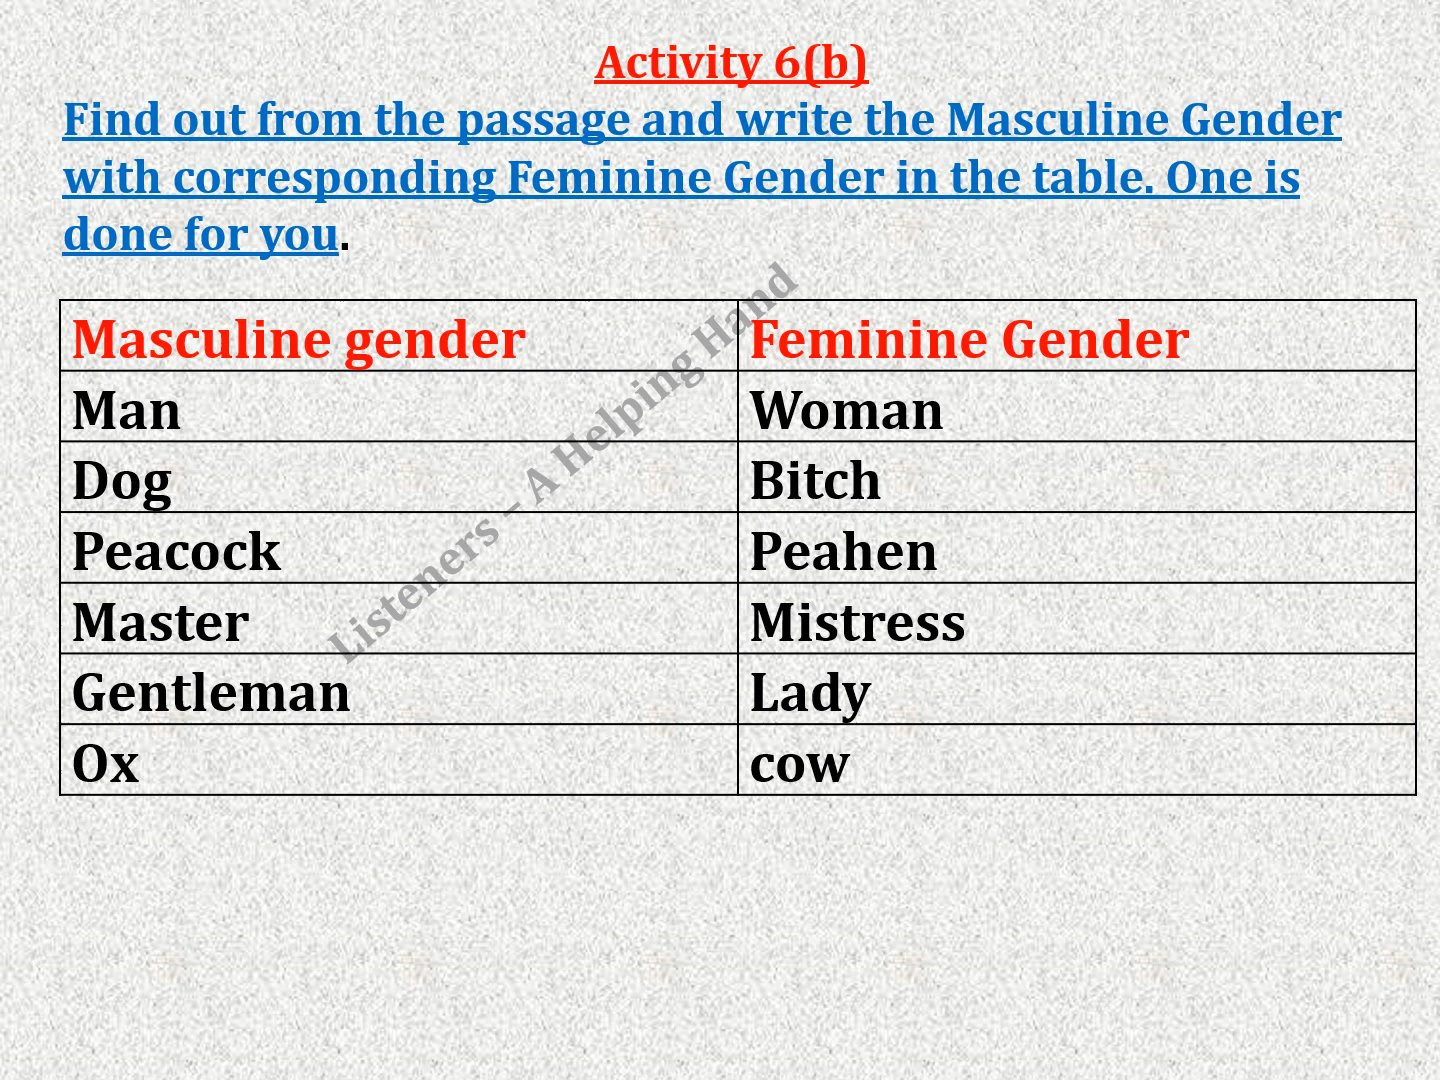 Activity 6(b)
Find out from the passage and write the Masculine Gender
with corresponding Feminine Gender in the table. One is
done for you.
Masculine gender Feminine Gender
Man Woman
Dog Bitch
Peacock Peahen
Master Mistress
Gentleman Lady
Ox cow
Listeners – A Helping Hand